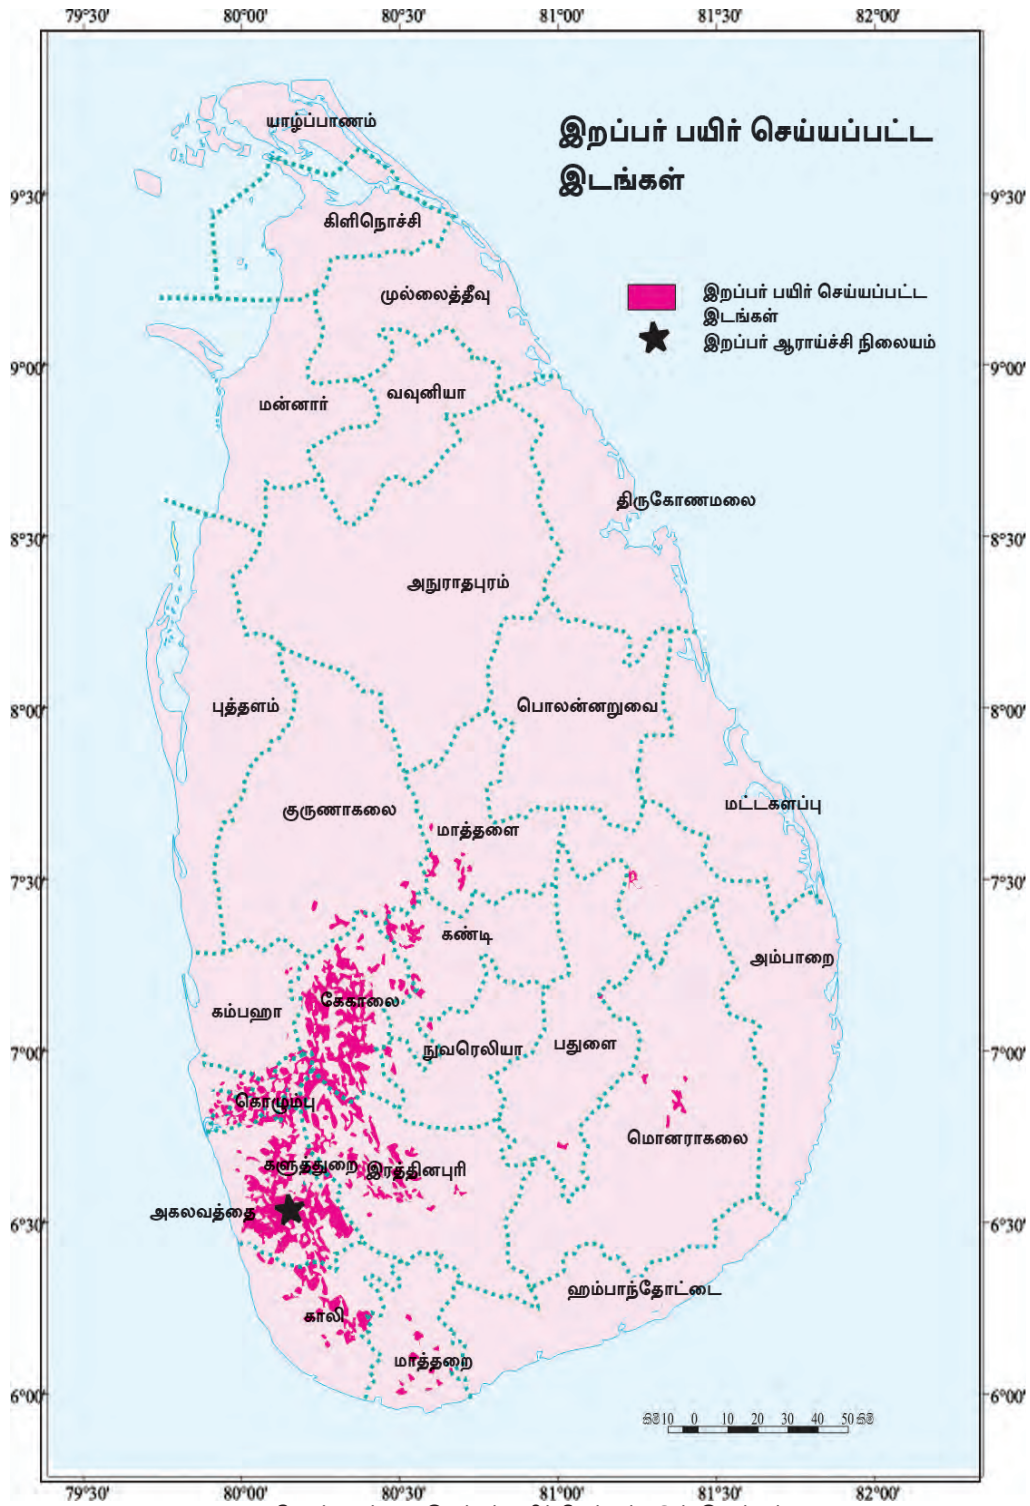 79°30' 80°00' 80°30' 81°00' 81°30' 82°00'
யாழ்ப்பாணம்
இறப்பர் பயிர் செய்யப்பட்ட
இடங்கள்
9°30' 9°30'
கிளிநொச்சி
முல்லைத்தீவு
இறப்பர் பயிர் செய்யப்பட்ட
இடங்கள்
இறப்பர் ஆராய்ச்சி நிலையம்
9°00' 9°00'
வவுனியா
மன்னார்
திருகோணமலை
8°30' 8°30'
அநுராதபுரம்
புத்தளம்
பொலன்னறுவை
8°00' 8°00'
மட்டகளப்பு
குருணாகலை
மாத்தளை
7°30' 7°30'
கண்டி
அம்பாறை
கேகாலை
கம்பஹா
நுவரெலியா
பதுளை
7°00' 7°00'
கொழும்பு
மொனராகலை
களுத்துறை
இரத்தினபுரி
அகலவத்தை
6°30' 6°30'
ஹம்பாந்தோட்டை
காலி
மாத்தறை
6°00' 6°00'
කිමී 10 0 10 20 30 40 50 කිමී
79°30' 80°00' 80°30' 81°00' 81°30' 82°00'